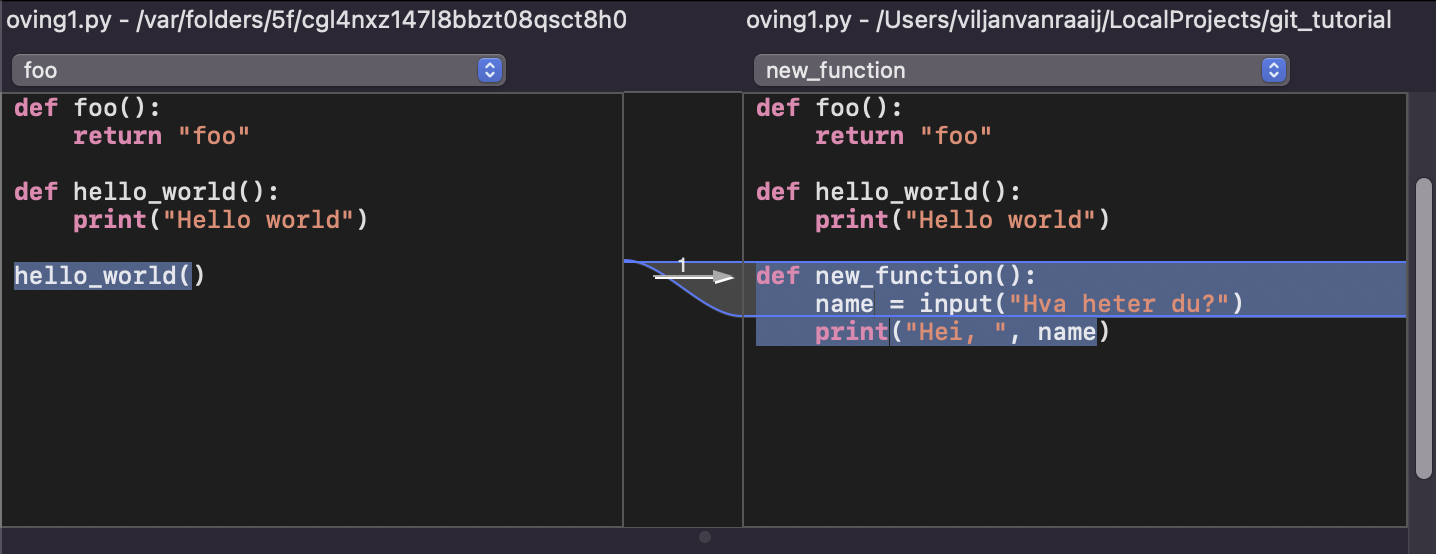 oving1.py - /var/folders/5f/cgl4nxz147l8bbzt08qsct8h0
foo
def foo():
    return "foo"
def hello_world():
    print("Hello world")
hello_world()
1
oving1.py - /Users/viljanvanraaij/LocalProjects/git_tutorial
new_function
def foo():
    return "foo"
def hello_world():
    print("Hello world")
def new_function():
    name = input("Hva heter du?")
    print("Hei, ", name)